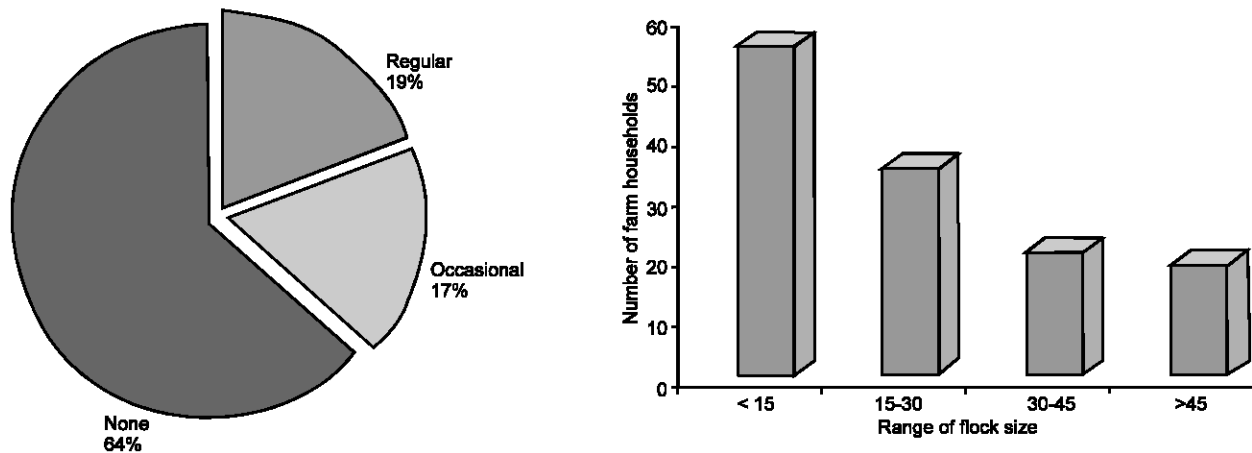 Regular
19%
Occasional
17%
None
64%
Number of farm households
60
50
40
30
20
10
0
< 15
15-30
30-45
>45
Range of flock size